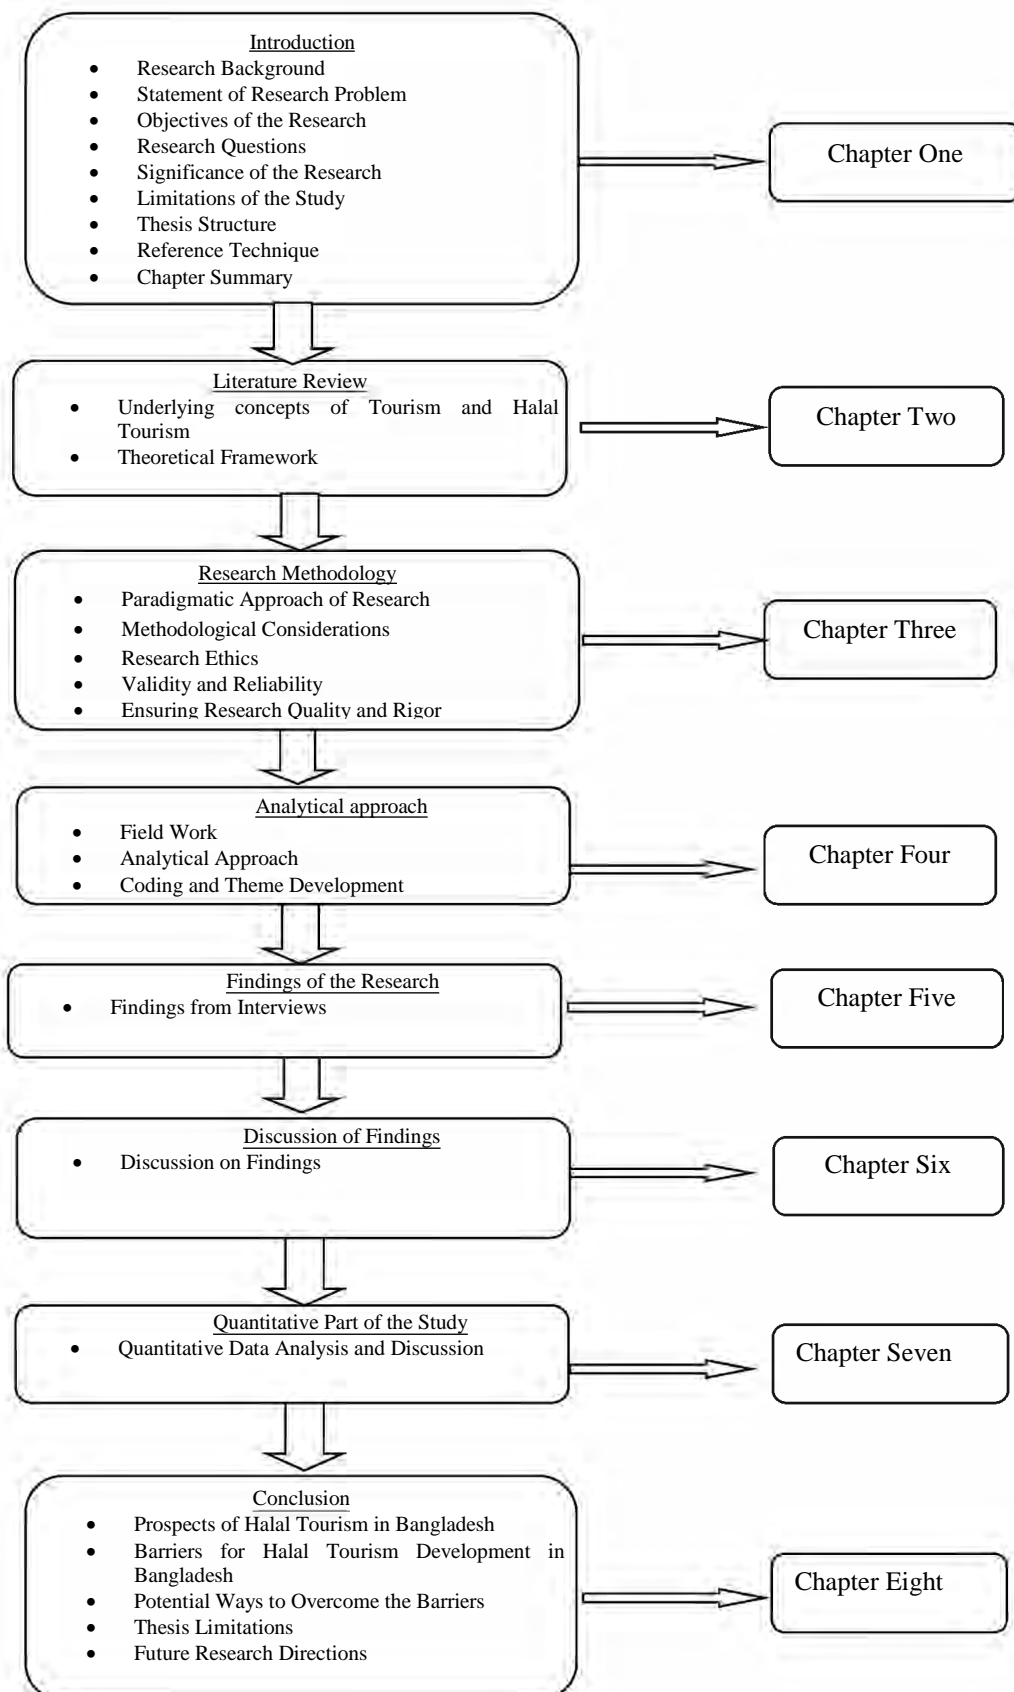 Introduction
• Research Background
• Statement of Research Problem
• Objectives of the Research
• Research Questions
• Significance of the Research
• Limitations of the Study
• Thesis Structure
• Reference Technique
• Chapter Summary
Chapter One
Literature Review
• Underlying concepts of Tourism and Halal
Tourism
• Theoretical Framework
Chapter Two
Research Methodology
• Paradigmatic Approach of Research
• Methodological Considerations
• Research Ethics
• Validity and Reliability
• Ensuring Research Quality and Rigor
Chapter Three
Analytical approach
• Field Work
• Analytical Approach
• Coding and Theme Development
Chapter Four
Findings of the Research
• Findings from Interviews
Chapter Five
Discussion of Findings
• Discussion on Findings
Chapter Six
Quantitative Part of the Study
• Quantitative Data Analysis and Discussion
Chapter Seven
Conclusion
• Prospects of Halal Tourism in Bangladesh
• Barriers for Halal Tourism Development in
Bangladesh
• Potential Ways to Overcome the Barriers
• Thesis Limitations
• Future Research Directions
Chapter Eight